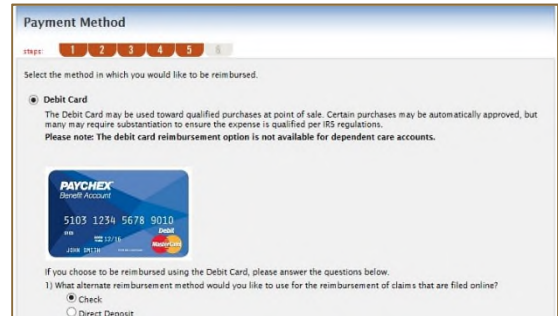 Payment Method
steps: 1 2 3 4 5 6
Select the method in which you would like to be reimbursed.
Debit Card
The Debit Card may be used toward qualified purchases at point of sale. Certain purchases may be automatically approved, but
many may require substantiation to ensure the expense is qualified per IRS regulations.
Please note: The debit card reimbursement option is not available for dependent care accounts.
PAYCHEX
Benefit Account
5103 1234 5678 9010
12/16
Debit
JOHN SMITH
MasterCard
If you choose to be reimbursed using the Debit Card, please answer the questions below.
1) What alternate reimbursement method would you like to use for the reimbursement of claims that are filed online?
Check
Direct Deposit